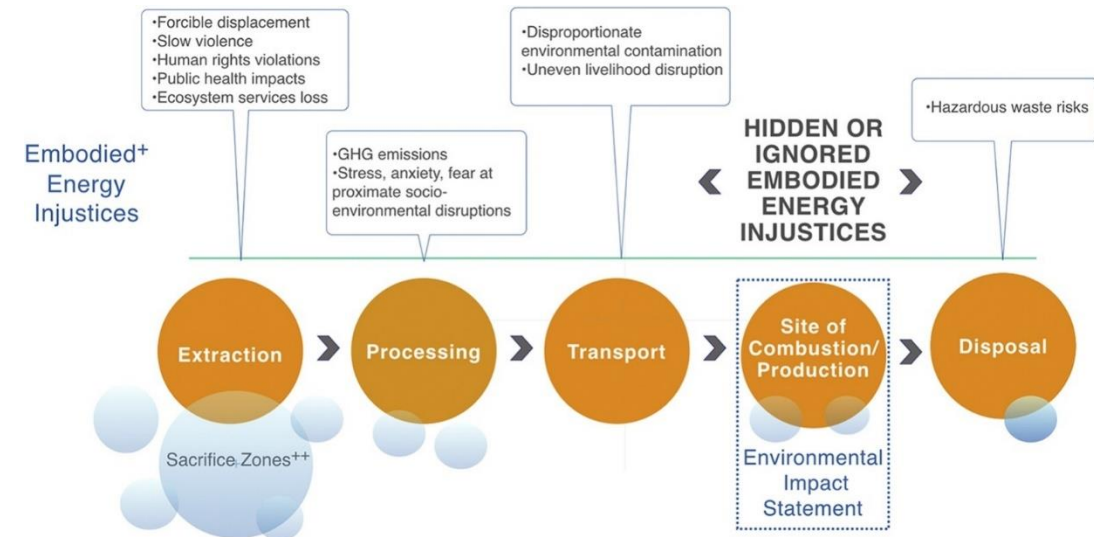 •Forcible displacement
•Slow violence
•Human rights violations
•Public health impacts
•Ecosystem services loss
•Disproportionate
environmental contamination
•Uneven livelihood disruption
•Hazardous waste risks
•GHG emissions
•Stress, anxiety, fear at
proximate socio-
environmental disruptions
Embodied⁺
Energy
Injustices
HIDDEN OR
IGNORED
EMBODIED
ENERGY
INJUSTICES
Extraction
Processing
Transport
Site of
Combustion/
Production
Disposal
Sacrifice Zones⁺⁺
Environmental
Impact
Statement